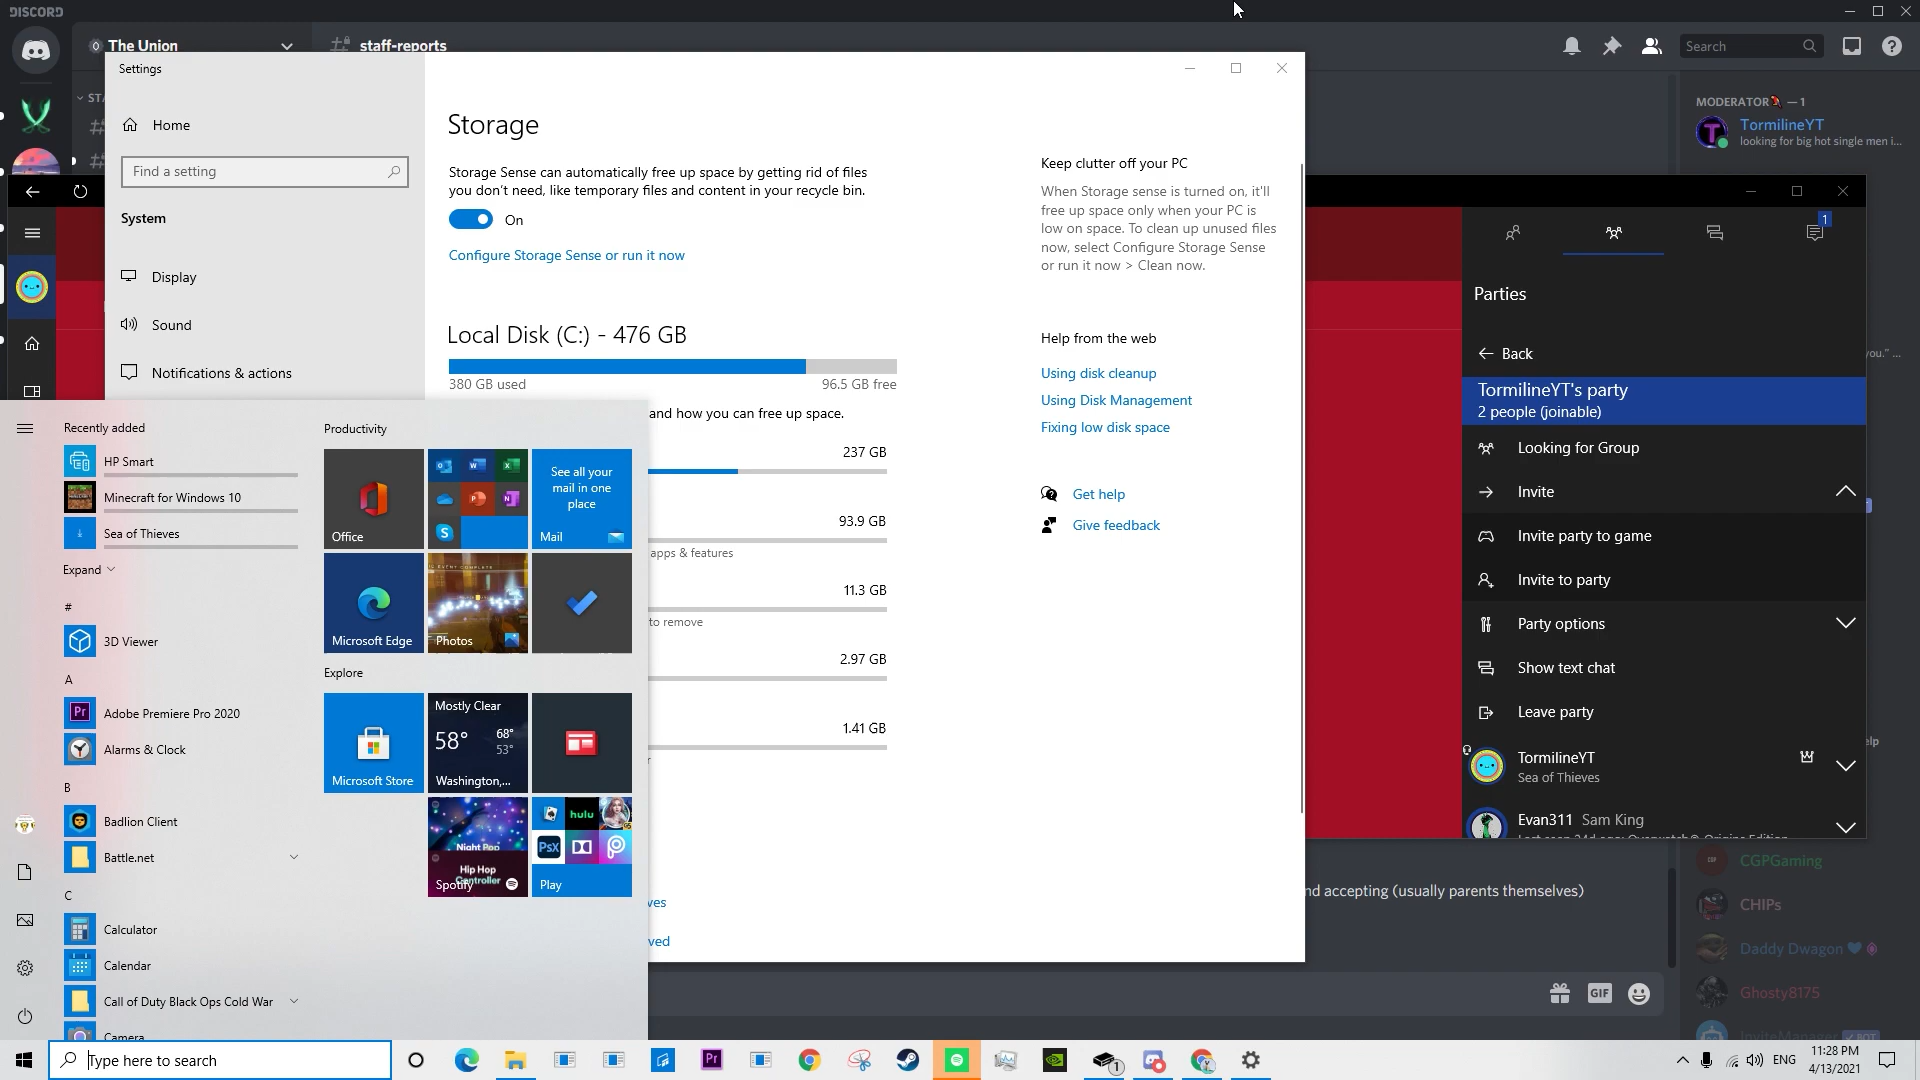 DISCORD
The Union
staff-reports
Search
Settings
Home
Find a setting
System
Display
Sound
Notifications & actions
Storage
Storage Sense can automatically free up space by getting rid of files
you don't need, like temporary files and content in your recycle bin.
On
Configure Storage Sense or run it now
Local Disk (C:) - 476 GB
380 GB used
96.5 GB free
and how you can free up space.
237 GB
93.9 GB
apps & features
11.3 GB
to remove
2.97 GB
1.41 GB
Keep clutter off your PC
When Storage sense is turned on, it'll
free up space only when your PC is
low on space. To clean up unused files
now, select Configure Storage Sense
or run it now > Clean now.
Help from the web
Using disk cleanup
Using Disk Management
Fixing low disk space
Get help
Give feedback
MODERATOR — 1
TormilineYT
looking for big hot single men i...
1
Parties
Back
TormilineYT's party
2 people (joinable)
Looking for Group
Invite
Invite party to game
Invite to party
Party options
Show text chat
Leave party
TormilineYT
Sea of Thieves
Evan311 Sam King
you." ...
elp
nd accepting (usually parents themselves)
CGPGaming
CHIPs
Daddy Dwagon
Ghosty8175
InviteManager
GIF
Recently added
HP Smart
Minecraft for Windows 10
Sea of Thieves
Expand
#
3D Viewer
A
Adobe Premiere Pro 2020
Alarms & Clock
B
Badlion Client
Battle.net
C
Calculator
Calendar
Call of Duty Black Ops Cold War
Camera
Productivity
Office
See all your
mail in one
place
Mail
Microsoft Edge
Photos
Explore
Microsoft Store
Mostly Clear
58° 68°
53°
Washington,...
Night Pop
Hip Hop
Controller
Spotify
hulu
PsX
Play
Type here to search
Pr
ENG
11:28 PM
4/13/2021